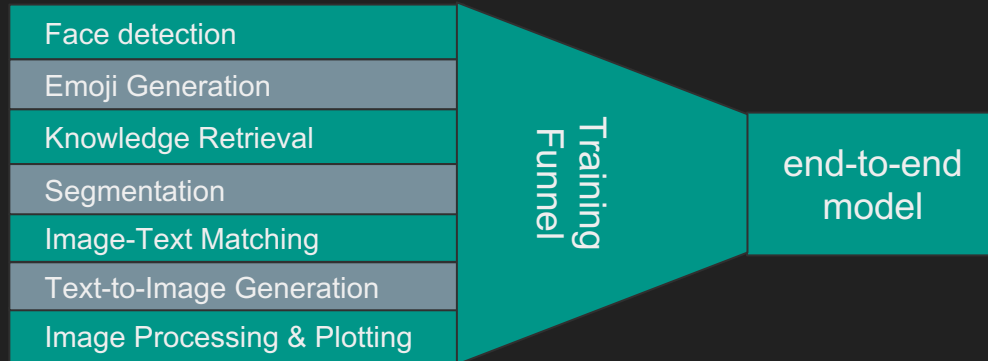 Face detection
Emoji Generation
Knowledge Retrieval
Segmentation
Image-Text Matching
Text-to-Image Generation
Image Processing & Plotting
Training
Funnel
end-to-end
model